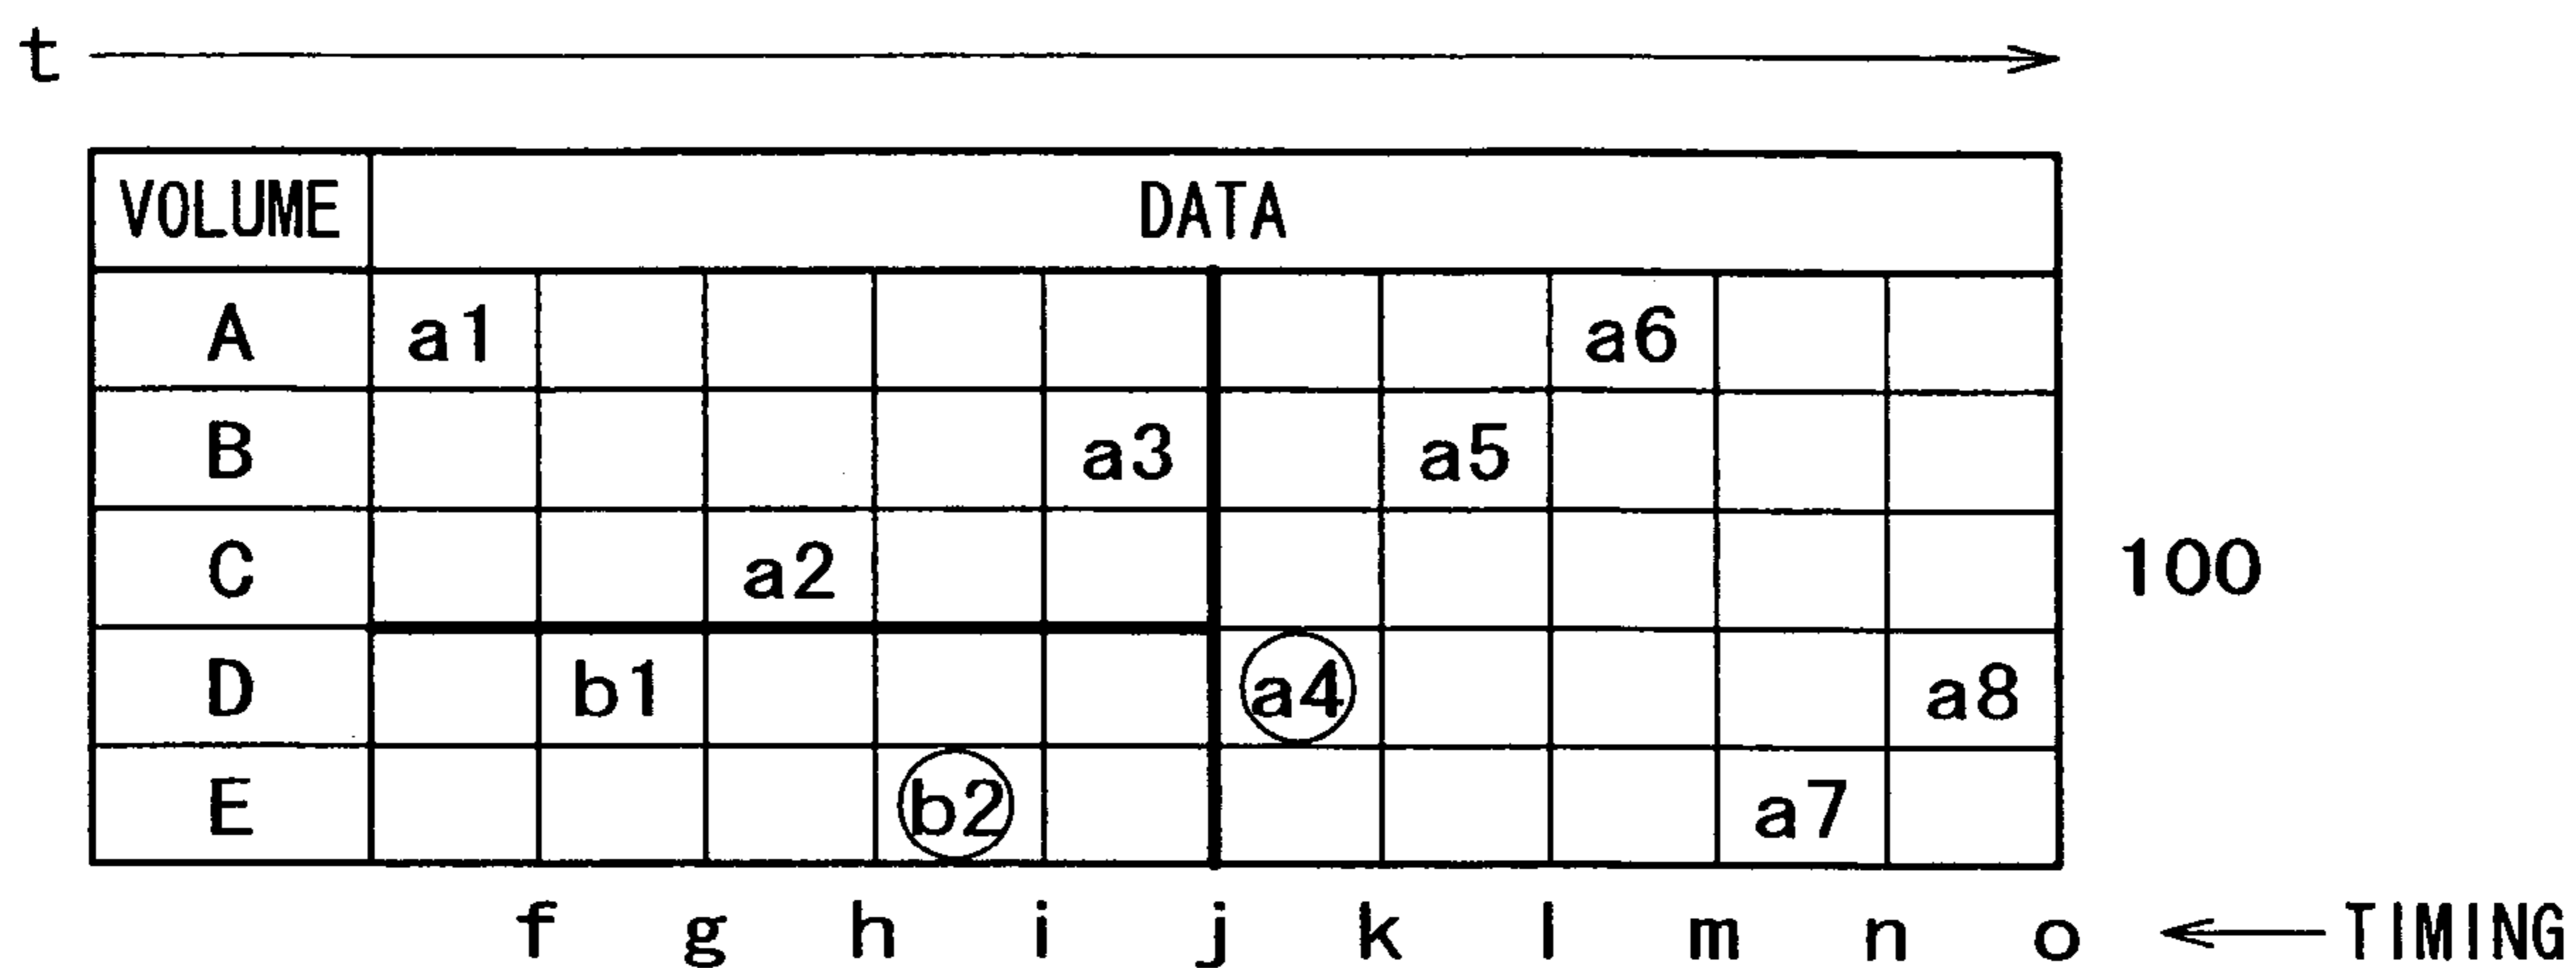 t
VOLUME DATA
A a1 a6
B a3 a5
C a2
100
D b1 a4 a8
E b2 a7
f g h i j k l m n o ← TIMING